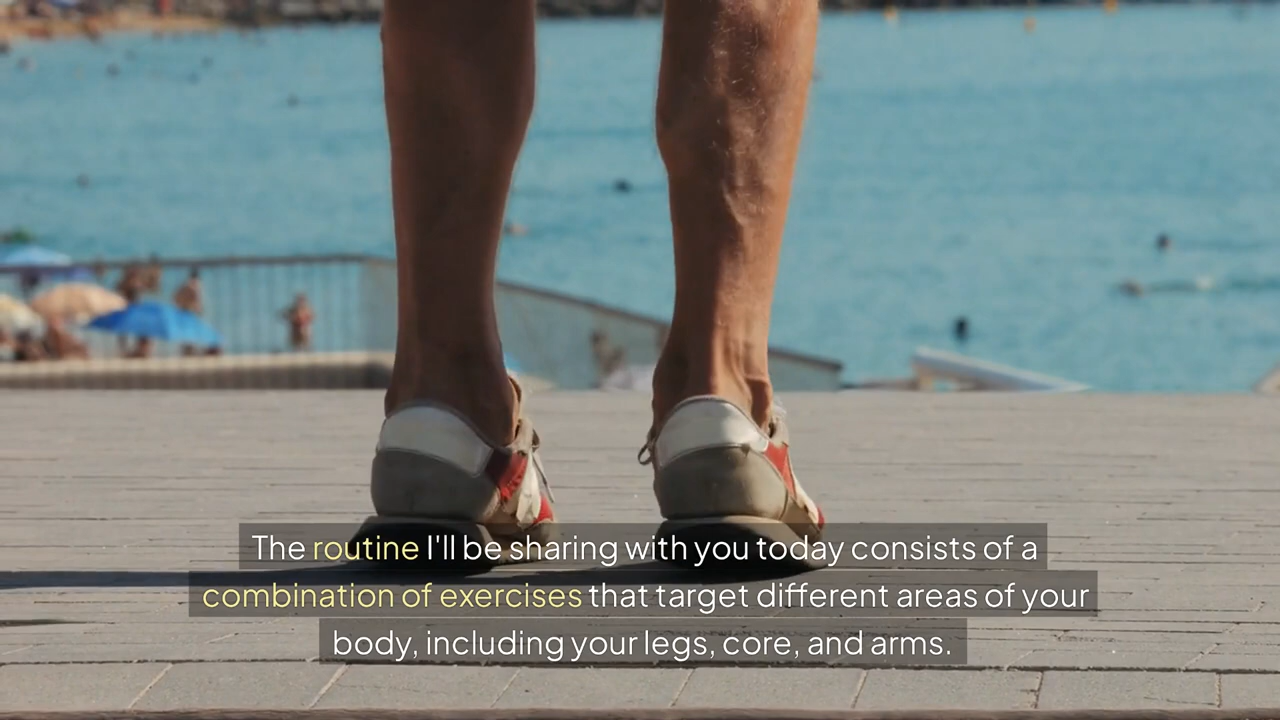 The routine I'll be sharing with you today consists of a
combination of exercises that target different areas of your
body, including your legs, core, and arms.